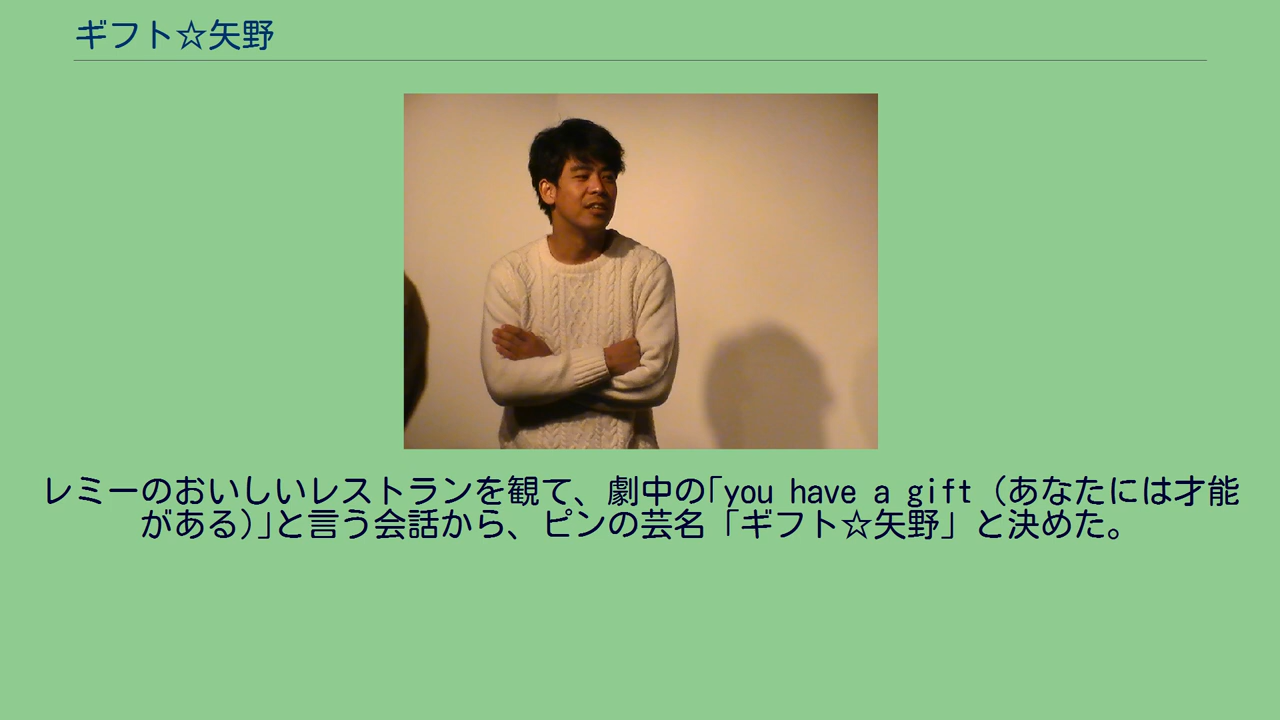 ギフト☆矢野
レミーのおいしいレストランを観て、劇中の｢you have a gift (あなたには才能
がある)｣と言う会話から、ピンの芸名「ギフト☆矢野」と決めた。